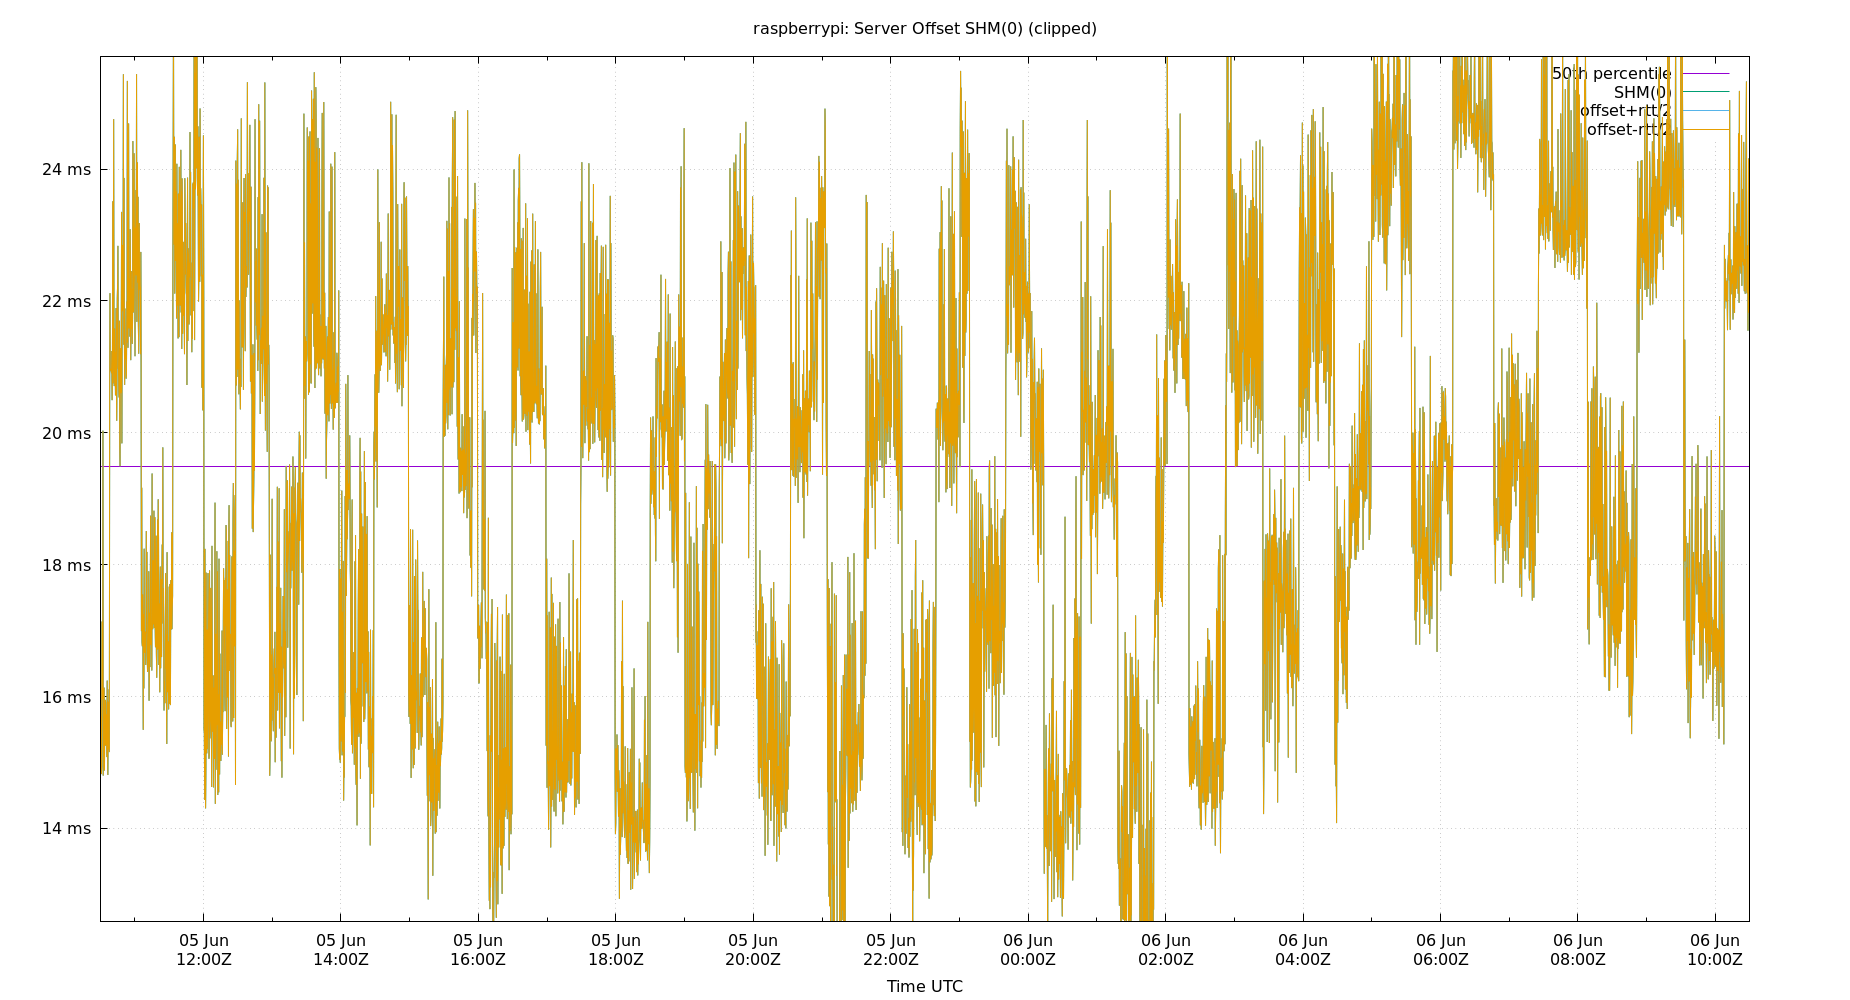 raspberrypi: Server Offset SHM(0) (clipped)
50th percentile
SHM(0)
offset+rtt/2
offset-rtt/2
24 ms
22 ms
20 ms
18 ms
16 ms
14 ms
05 Jun 05 Jun 05 Jun 05 Jun 05 Jun 05 Jun 06 Jun 06 Jun 06 Jun 06 Jun 06 Jun 06 Jun
12:00Z 14:00Z 16:00Z 18:00Z 20:00Z 22:00Z 00:00Z 02:00Z 04:00Z 06:00Z 08:00Z 10:00Z
Time UTC